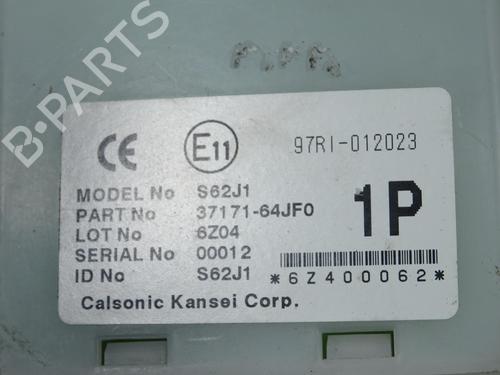 B-PARTS
CE E11 97RI-012023
MODEL No S62J1
PART No 37171-64JF0
LOT No 6Z04
SERIAL No 00012
ID No S62J1
1P
*6Z400062*
Calsonic Kansei Corp.